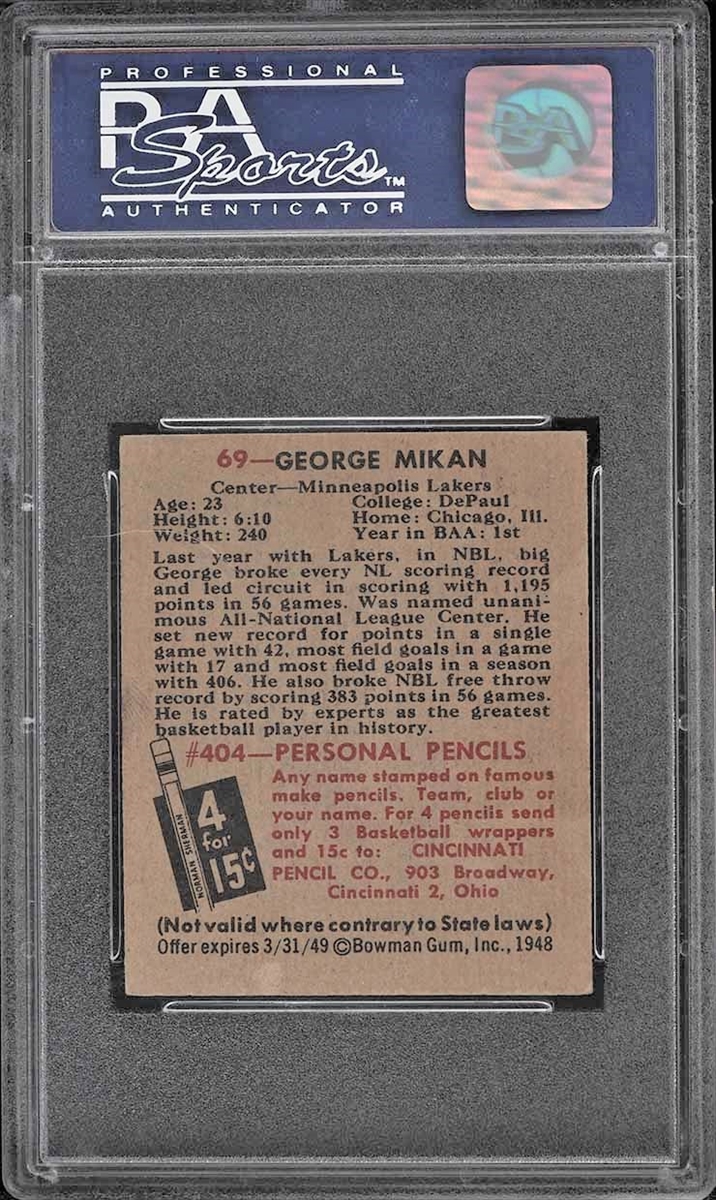 PROFESSIONAL
PSA
Sports™
AUTHENTICATOR
PSA
69—GEORGE MIKAN
Center—Minneapolis Lakers
Age: 23 College: DePaul
Height: 6:10 Home: Chicago, Ill.
Weight: 240 Year in BAA: 1st
Last year with Lakers, in NBL, big
George broke every NL scoring record
and led circuit in scoring with 1,195
points in 56 games. Was named unani-
mous All-National League Center. He
set new record for points in a single
game with 42, most field goals in a game
with 17 and most field goals in a season
with 406. He also broke NBL free throw
record by scoring 383 points in 56 games.
He is rated by experts as the greatest
basketball player in history.
#404—PERSONAL PENCILS
Any name stamped on famous
make pencils. Team, club or
your name. For 4 pencils send
only 3 Basketball wrappers
and 15c to: CINCINNATI
PENCIL CO., 903 Broadway,
Cincinnati 2, Ohio
NORMAN SHERMAN
4
for
15¢
(Not valid where contrary to State laws)
Offer expires 3/31/49 ©Bowman Gum, Inc., 1948